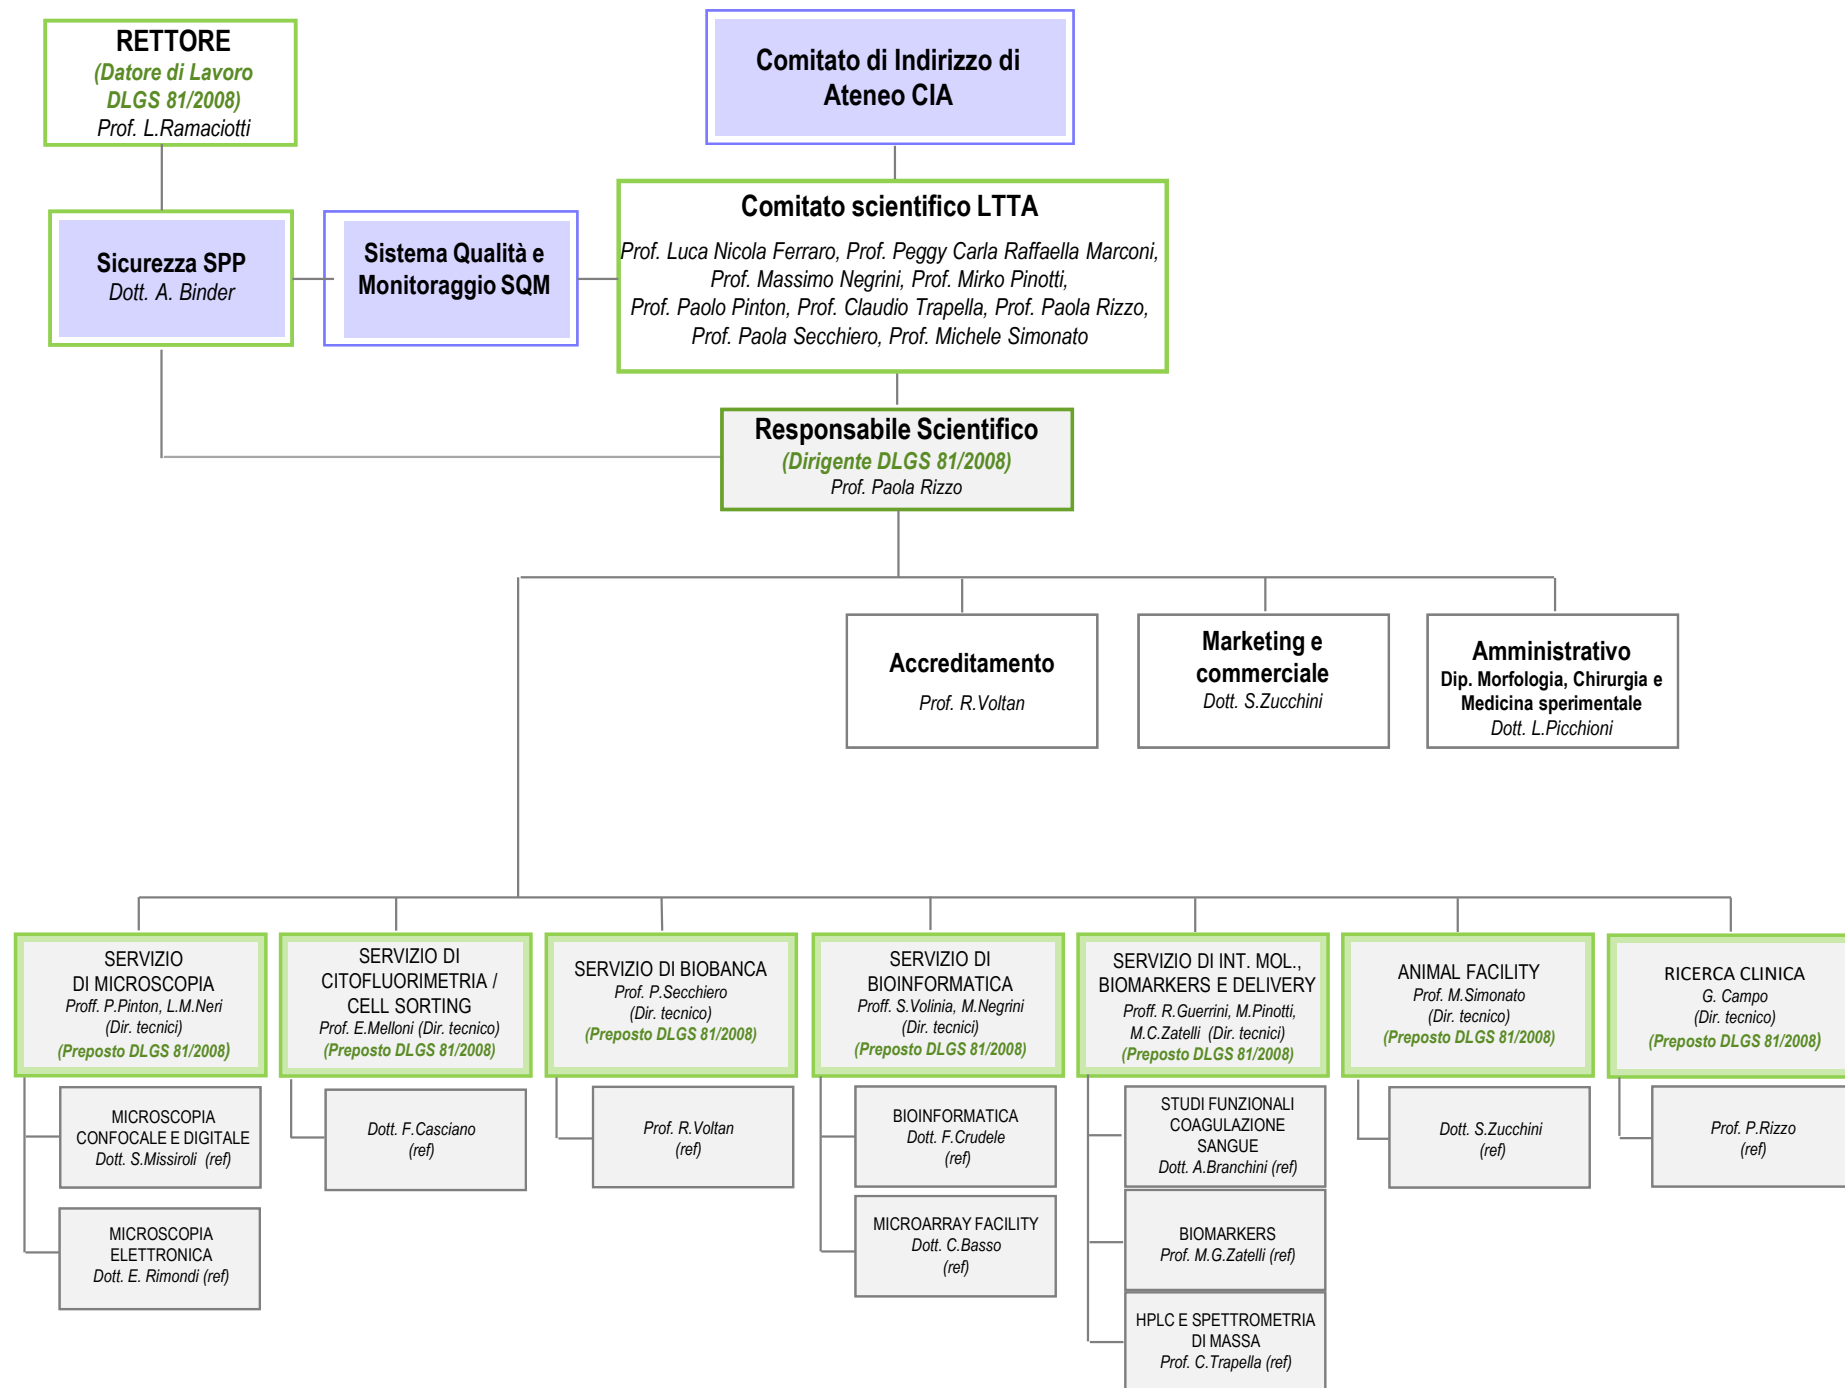 RETTORE
(Datore di Lavoro
DLGS 81/2008)
Prof. L.Ramaciotti
Comitato di Indirizzo di
Ateneo CIA
Sicurezza SPP
Dott. A. Binder
Sistema Qualità e
Monitoraggio SQM
Comitato scientifico LTTA
Prof. Luca Nicola Ferraro, Prof. Peggy Carla Raffaella Marconi,
Prof. Massimo Negrini, Prof. Mirko Pinotti,
Prof. Paolo Pinton, Prof. Claudio Trapella, Prof. Paola Rizzo,
Prof. Paola Secchiero, Prof. Michele Simonato
Responsabile Scientifico
(Dirigente DLGS 81/2008)
Prof. Paola Rizzo
Accreditamento
Prof. R.Voltan
Marketing e
commerciale
Dott. S.Zucchini
Amministrativo
Dip. Morfologia, Chirurgia e
Medicina sperimentale
Dott. L.Picchioni
SERVIZIO
DI MICROSCOPIA
Proff. P.Pinton, L.M.Neri
(Dir. tecnici)
(Preposto DLGS 81/2008)
SERVIZIO DI
CITOFLUORIMETRIA /
CELL SORTING
Prof. E.Melloni (Dir. tecnico)
(Preposto DLGS 81/2008)
SERVIZIO DI BIOBANCA
Prof. P.Secchiero
(Dir. tecnico)
(Preposto DLGS 81/2008)
SERVIZIO DI
BIOINFORMATICA
Proff. S.Volinia, M.Negrini
(Dir. tecnici)
(Preposto DLGS 81/2008)
SERVIZIO DI INT. MOL.,
BIOMARKERS E DELIVERY
Proff. R.Guerrini, M.Pinotti,
M.C.Zatelli (Dir. tecnici)
(Preposto DLGS 81/2008)
ANIMAL FACILITY
Prof. M.Simonato
(Dir. tecnico)
(Preposto DLGS 81/2008)
RICERCA CLINICA
G. Campo
(Dir. tecnico)
(Preposto DLGS 81/2008)
MICROSCOPIA
CONFOCALE E DIGITALE
Dott. S.Missiroli (ref)
MICROSCOPIA
ELETTRONICA
Dott. E. Rimondi (ref)
Dott. F.Casciano
(ref)
Prof. R.Voltan
(ref)
BIOINFORMATICA
Dott. F.Crudele
(ref)
MICROARRAY FACILITY
Dott. C.Basso
(ref)
STUDI FUNZIONALI
COAGULAZIONE
SANGUE
Dott. A.Branchini (ref)
BIOMARKERS
Prof. M.G.Zatelli (ref)
HPLC E SPETTROMETRIA
DI MASSA
Prof. C.Trapella (ref)
Dott. S.Zucchini
(ref)
Prof. P.Rizzo
(ref)